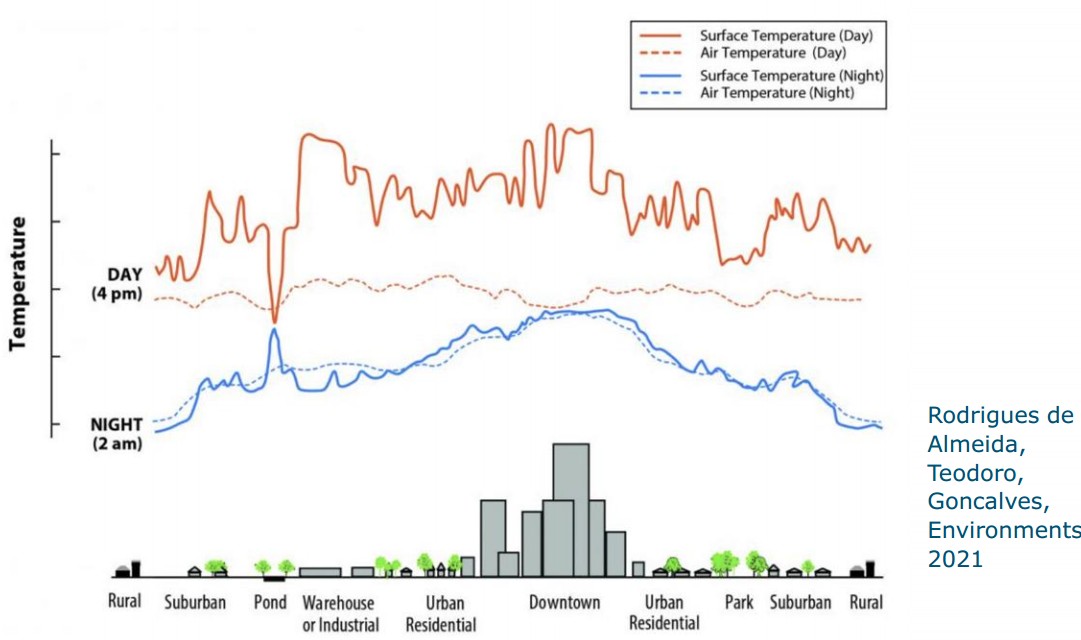 Surface Temperature (Day)
Air Temperature (Day)
Surface Temperature (Night)
Air Temperature (Night)
Temperature
DAY
(4 pm)
NIGHT
(2 am)
Rodrigues de
Almeida,
Teodoro,
Goncalves,
Environments
2021
Rural
Suburban
Pond
Warehouse
or Industrial
Urban
Residential
Downtown
Urban
Residential
Park
Suburban
Rural